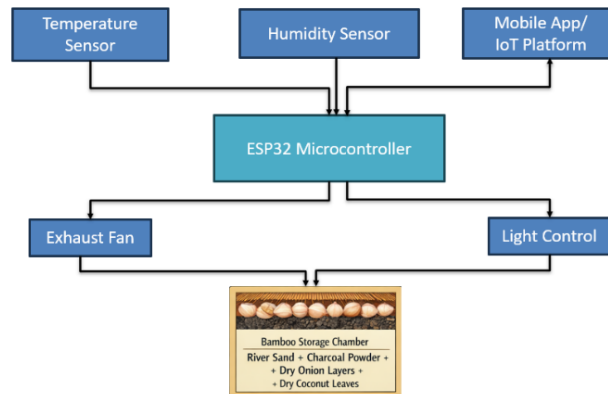 Temperature
Sensor
Humidity Sensor
Mobile App/
IoT Platform
ESP32 Microcontroller
Exhaust Fan
Light Control
Bamboo Storage Chamber
River Sand + Charcoal Powder +
+ Dry Onion Layers +
+ Dry Coconut Leaves